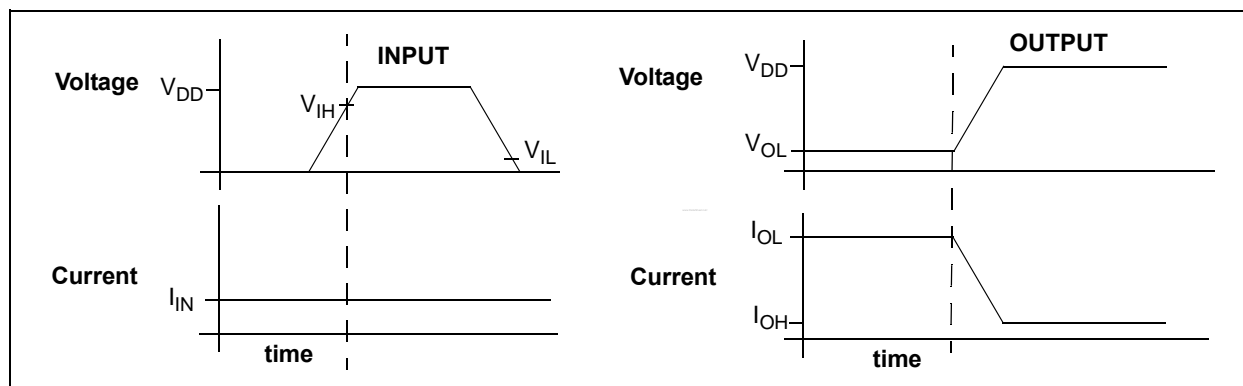 INPUT
Voltage
VDD
VIH
VIL
Current
IIN
time
OUTPUT
Voltage
VDD
VOL
IOL
Current
IOH
time